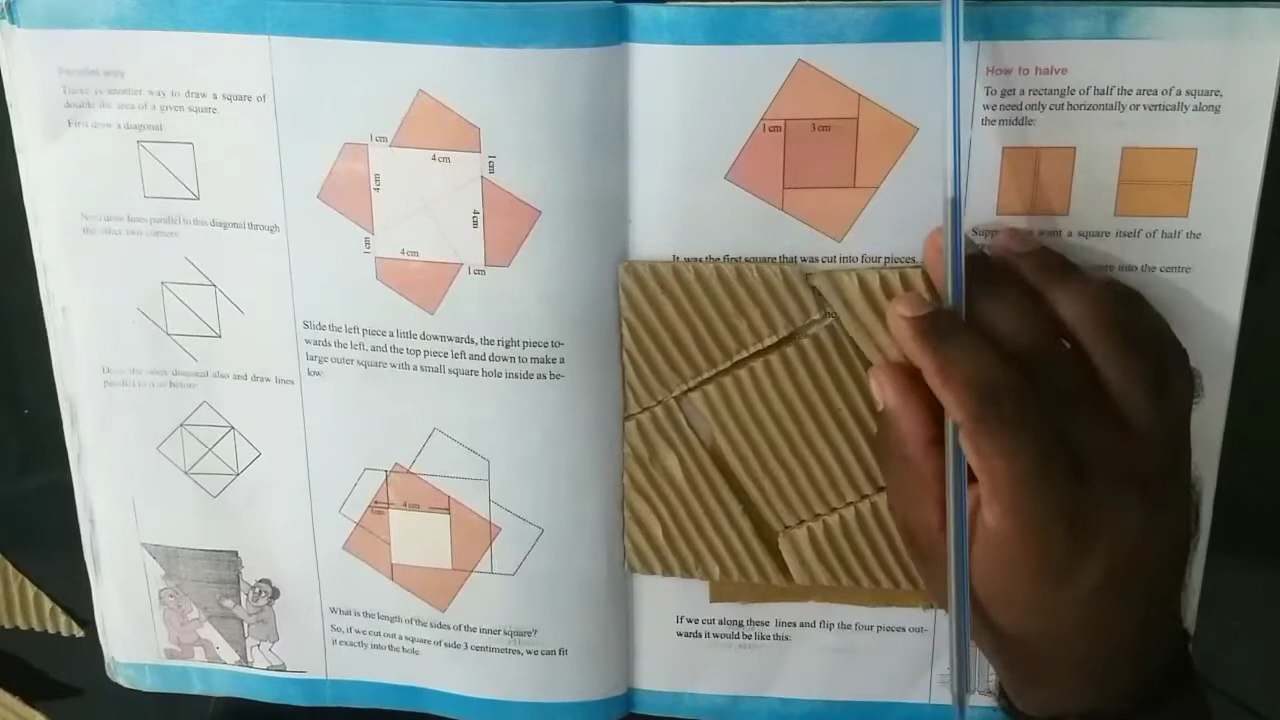 Parallel way
There is another way to draw a square of
double the area of a given square.
First draw a diagonal:
Next draw lines parallel to this diagonal through
the other two corners:
Draw the other diagonal also and draw lines
parallel to it as before
1 cm
4 cm
1 cm
4 cm
4 cm
1 cm
4 cm
1 cm
Slide the left piece a little downwards, the right piece to-
wards the left, and the top piece left and down to make a
large outer square with a small square hole inside as be-
low:
4 cm
1cm
What is the length of the sides of the inner square?
So, if we cut out a square of side 3 centimetres, we can fit
it exactly into the hole.
1 cm
3 cm
It was the first square that was cut into four pieces.
If we cut along these lines and flip the four pieces out-
wards it would be like this:
How to halve
To get a rectangle of half the area of a square,
we need only cut horizontally or vertically along
the middle:
want a square itself of half the
into the centre